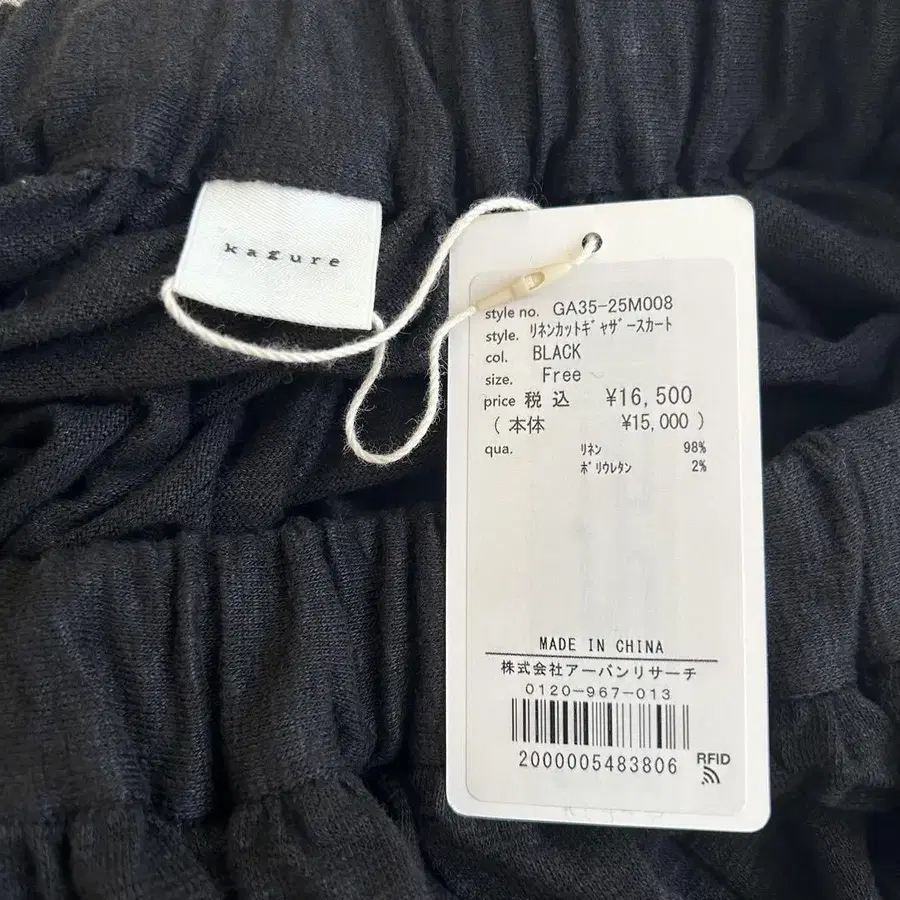 kafure
style no. GA35-25M008
style. ﾘﾈﾝｶｯﾄｷﾞｬｻﾞｰｽｶｰﾄ
col. BLACK
size. Free
price 税 込 ¥16,500
( 本体 ¥15,000 )
qua. ﾘﾈﾝ 98%
ﾎﾟﾘｳﾚﾀﾝ 2%
MADE IN CHINA
株式会社アーバンリサーチ
0120-967-013
2000005483806
RFID